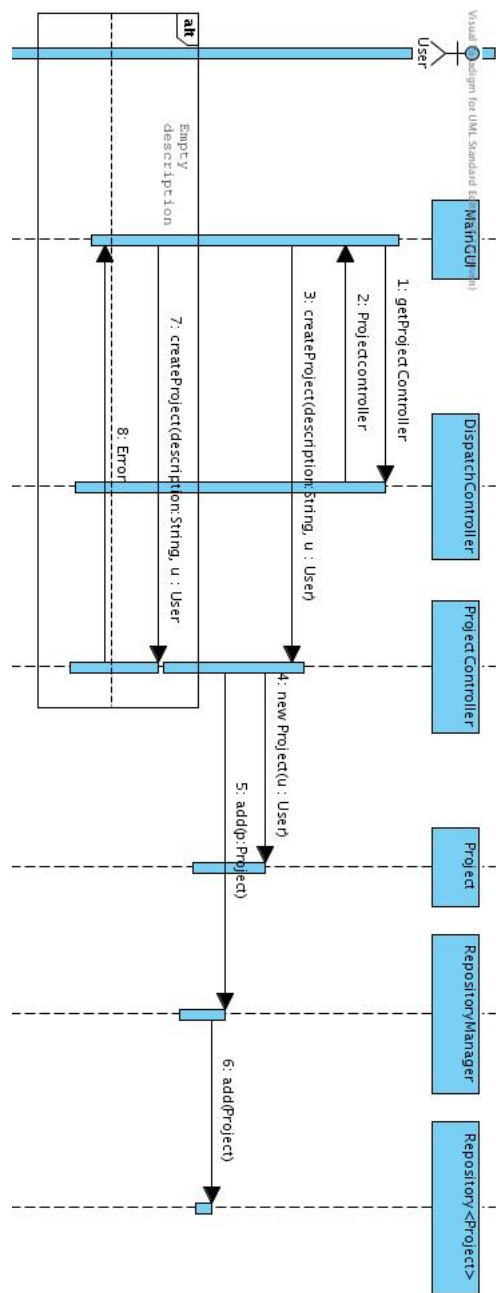 Visual Paradigm for UML Standard
User
MainGUI
DispatchController
ProjectController
Project
RepositoryManager
Repository<Project>
1: getProjectController
2: Projectcontroller
3: createProject(description:String, u : User)
4: new Project(u : User)
5: add(p:Project)
6: add(Project)
alt
Empty
description
7: createProject(description:String, u : User
8: Error